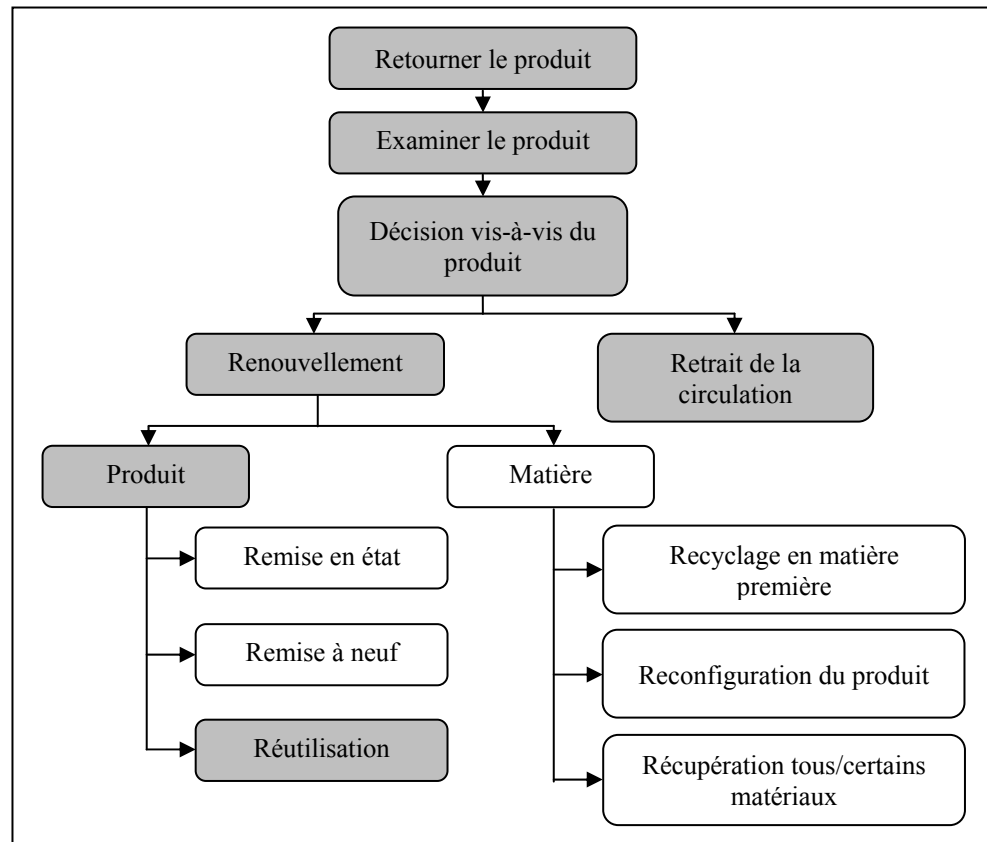 Retourner le produit
Examiner le produit
Décision vis-à-vis du
produit
Renouvellement
Retrait de la
circulation
Produit
Matière
Remise en état
Remise à neuf
Réutilisation
Recyclage en matière
première
Reconfiguration du produit
Récupération tous/certains
matériaux